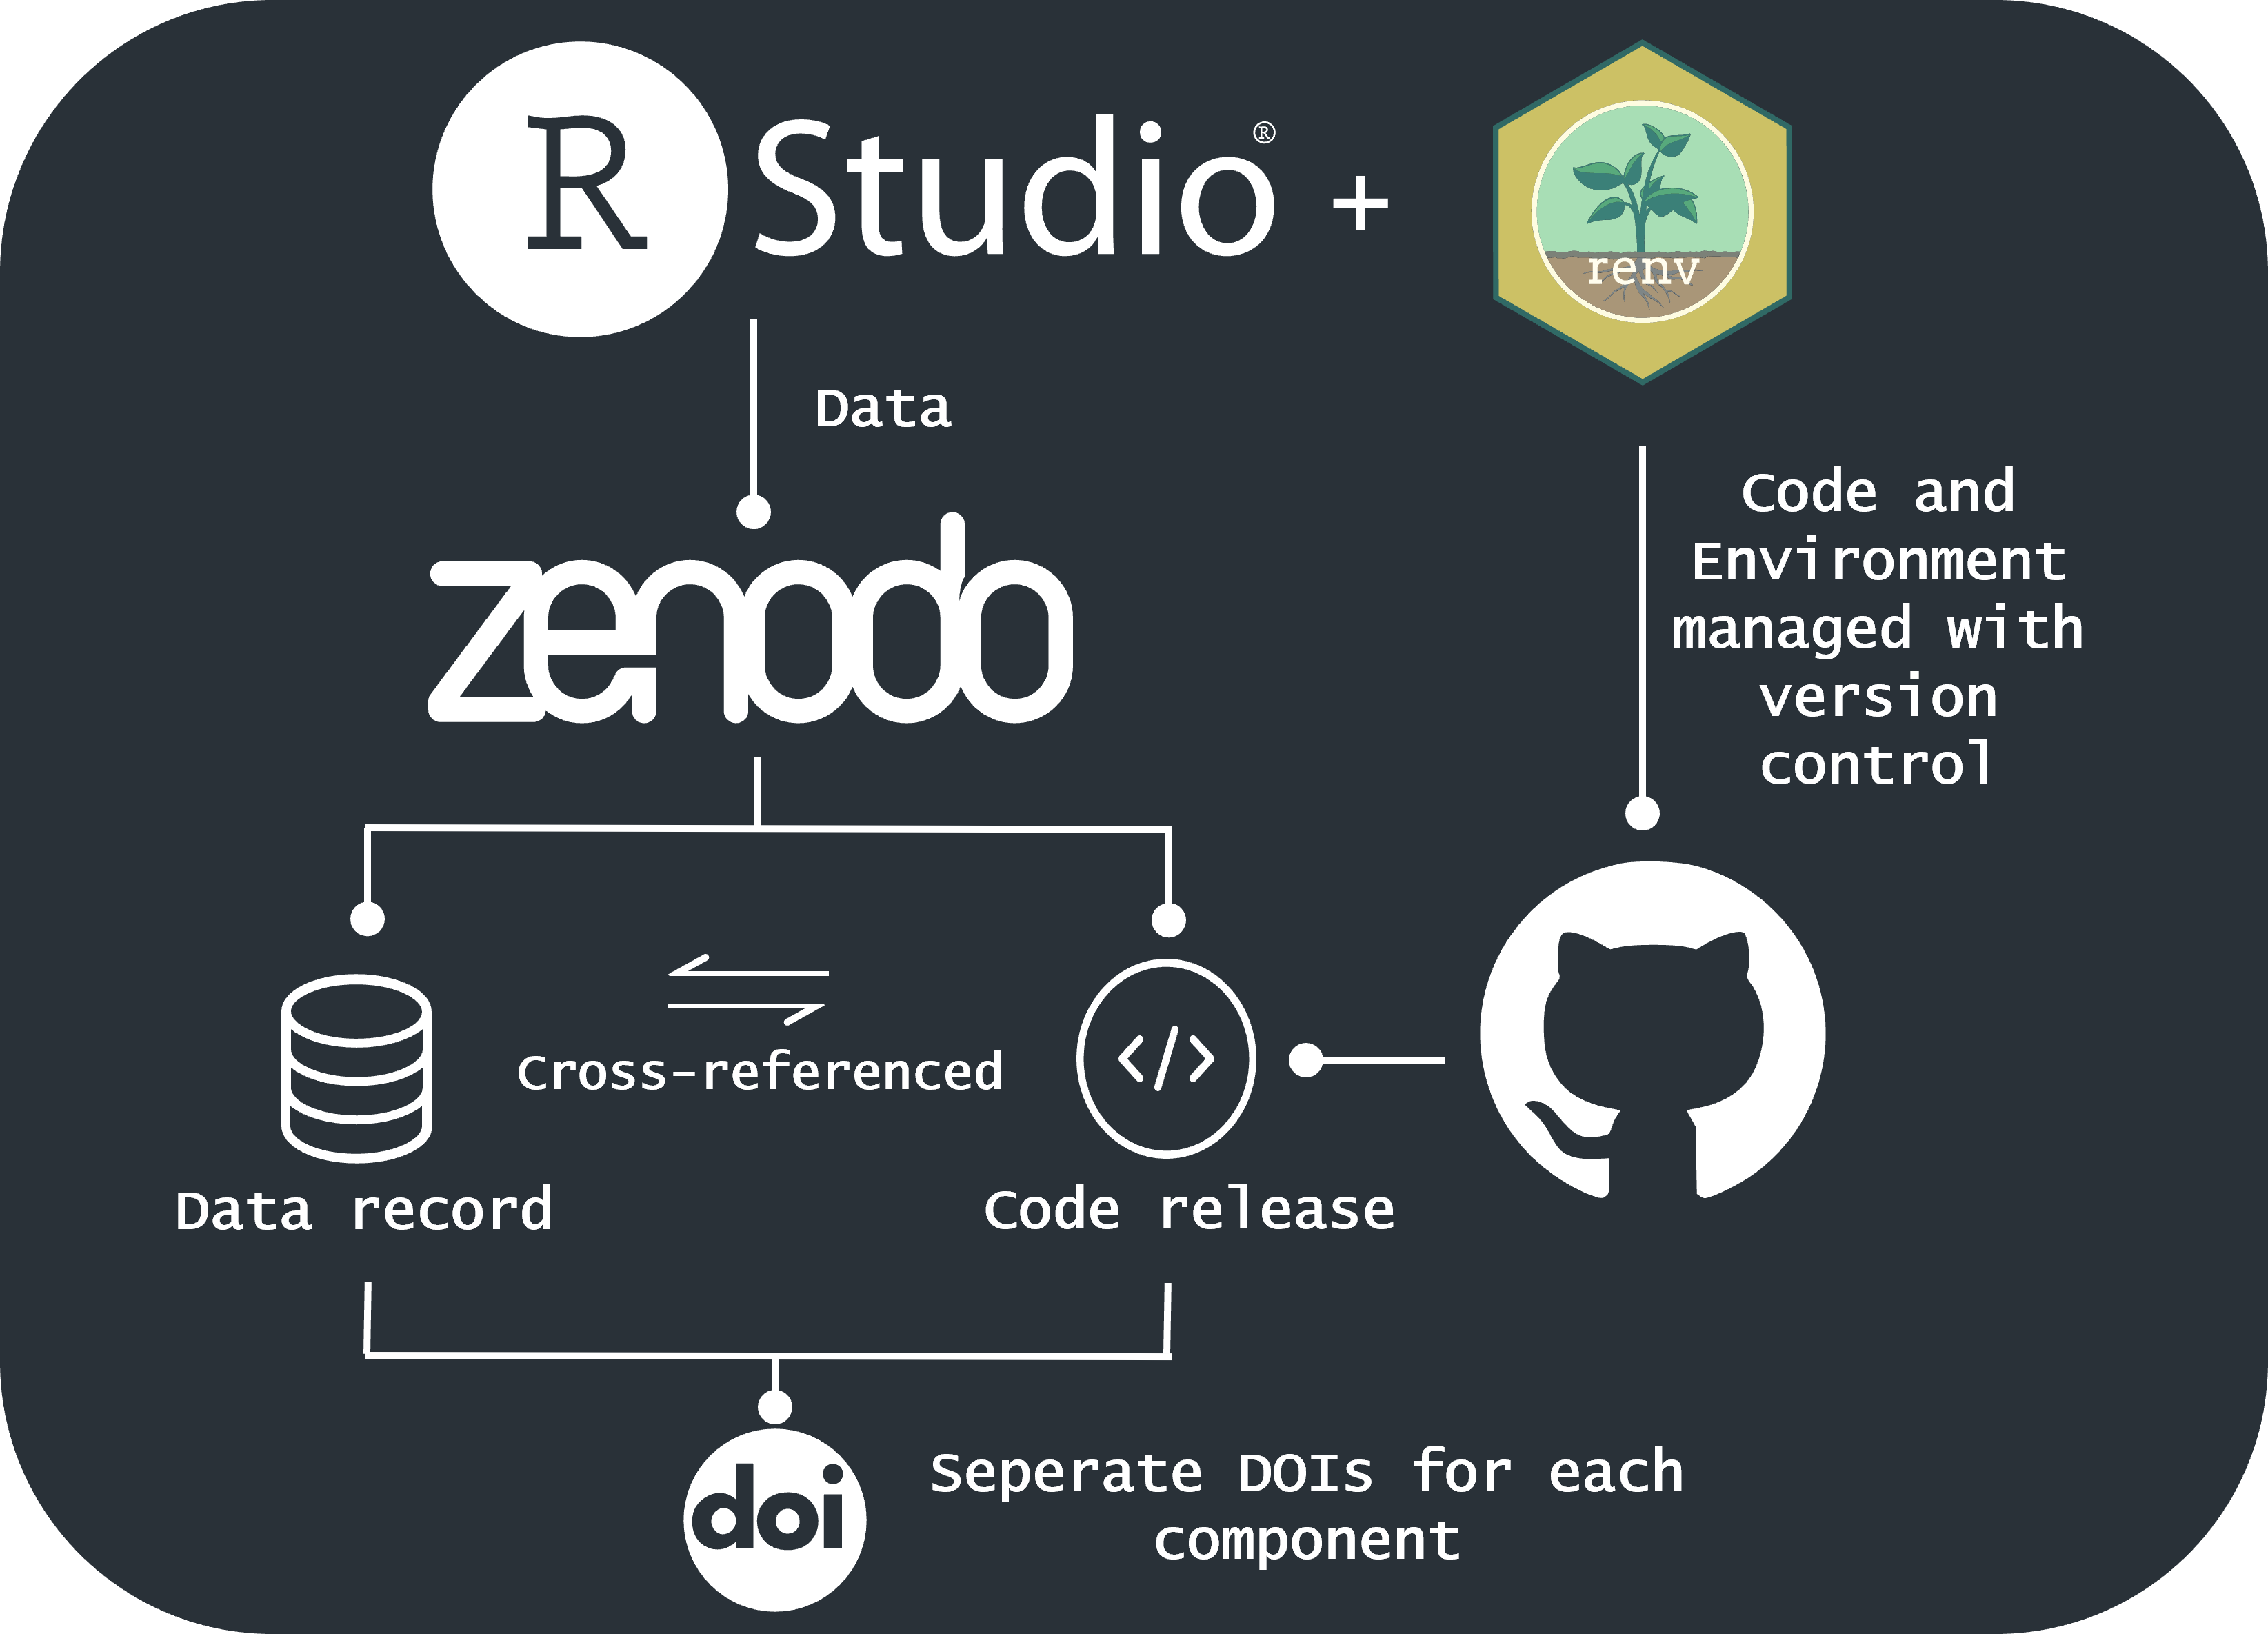 R Studio®
+
renv
Data
Code and
Environment
managed with
version
control
zenodo
Cross-referenced
</>
Data record
Code release
doi
Seperate DOIs for each
component